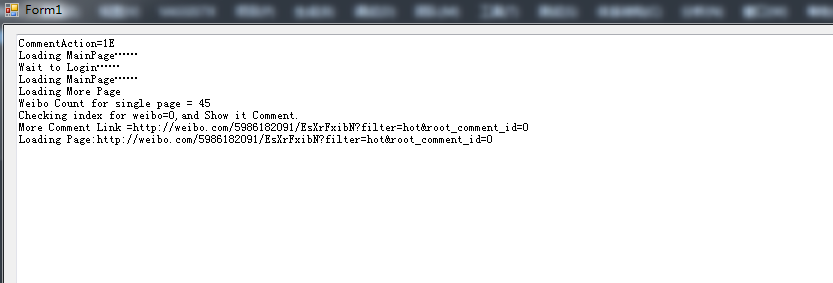 Form1
CommentAction=1E
Loading MainPage……
Wait to Login……
Loading MainPage……
Loading More Page
Weibo Count for single page = 45
Checking index for weibo=0,and Show it Comment.
More Comment Link =http://weibo.com/5986182091/EsXrFxibN?filter=hot&root_comment_id=0
Loading Page:http://weibo.com/5986182091/EsXrFxibN?filter=hot&root_comment_id=0